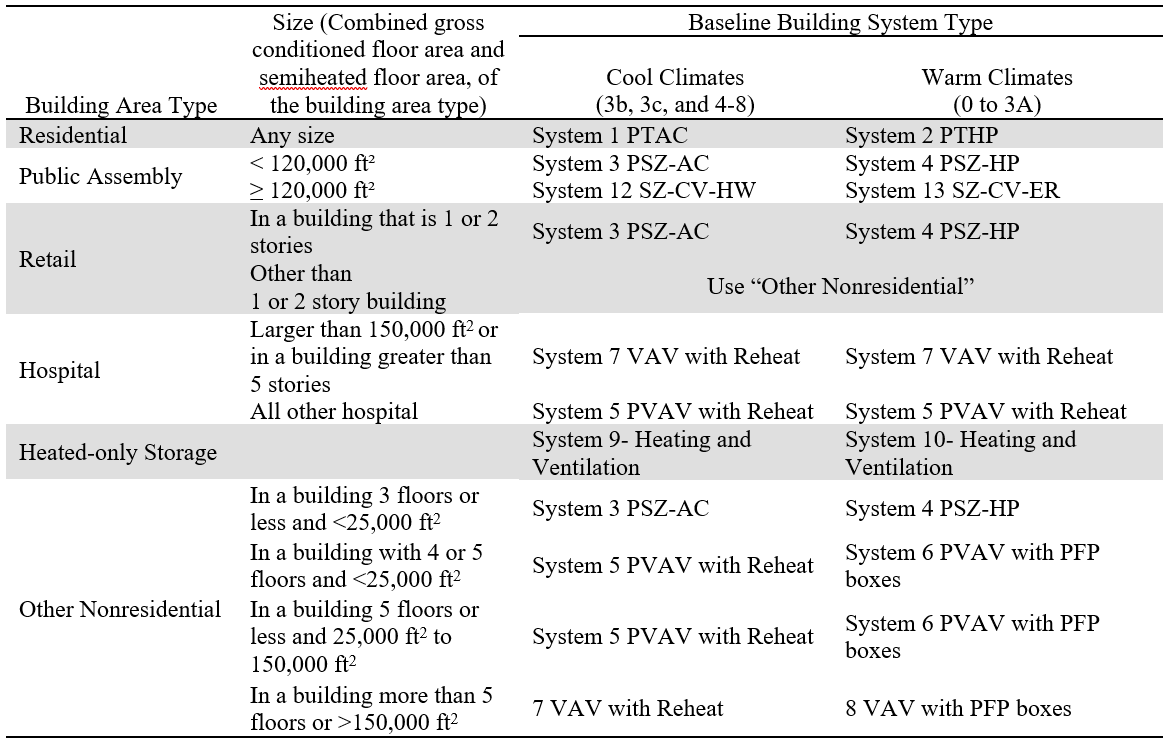 Building Area Type
Size (Combined gross
conditioned floor area and
semiheated floor area, of
the building area type)
Baseline Building System Type
Cool Climates
(3b, 3c, and 4-8)
Warm Climates
(0 to 3A)
Residential
Any size
System 1 PTAC
System 2 PTHP
Public Assembly
< 120,000 ft²
System 3 PSZ-AC
System 4 PSZ-HP
≥ 120,000 ft²
System 12 SZ-CV-HW
System 13 SZ-CV-ER
Retail
In a building that is 1 or 2
stories
System 3 PSZ-AC
System 4 PSZ-HP
Other than
1 or 2 story building
Use “Other Nonresidential”
Hospital
Larger than 150,000 ft² or
in a building greater than
5 stories
System 7 VAV with Reheat
System 7 VAV with Reheat
All other hospital
System 5 PVAV with Reheat
System 5 PVAV with Reheat
Heated-only Storage
System 9- Heating and
Ventilation
System 10- Heating and
Ventilation
Other Nonresidential
In a building 3 floors or
less and <25,000 ft²
System 3 PSZ-AC
System 4 PSZ-HP
In a building with 4 or 5
floors and <25,000 ft²
System 5 PVAV with Reheat
System 6 PVAV with PFP
boxes
In a building 5 floors or
less and 25,000 ft² to
150,000 ft²
System 5 PVAV with Reheat
System 6 PVAV with PFP
boxes
In a building more than 5
floors or >150,000 ft²
7 VAV with Reheat
8 VAV with PFP boxes